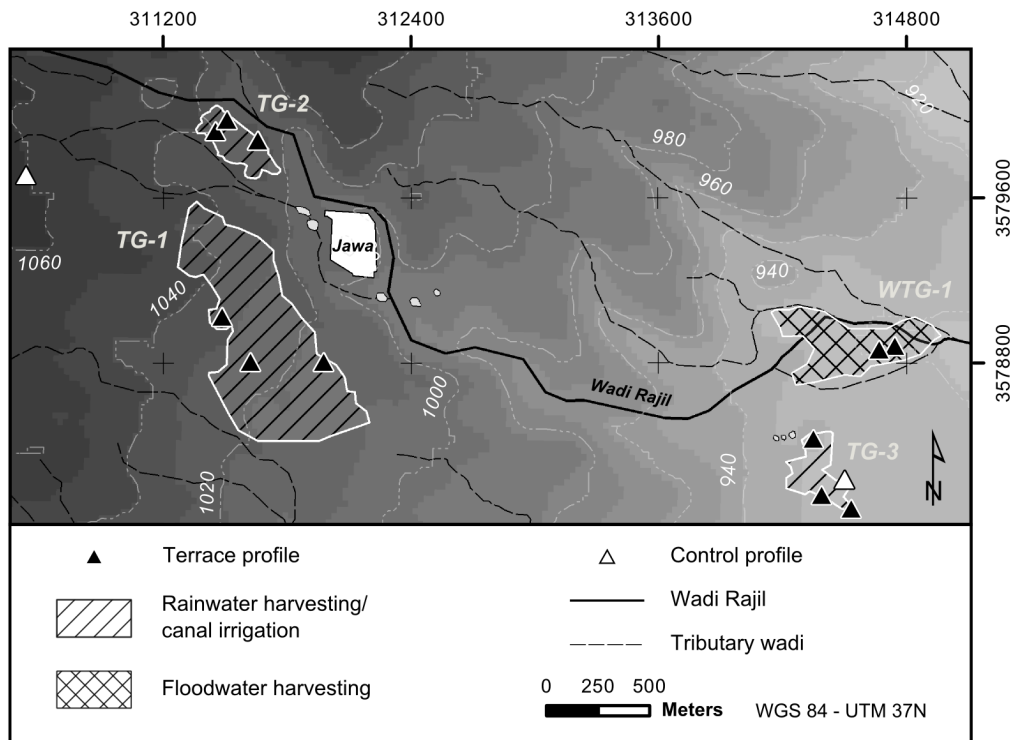 311200
312400
313600
314800
TG-2
920
980
960
3579600
TG-1
Jawa
1060
1040
940
WTG-1
1000
Wadi Rajil
3578800
1020
940
TG-3
N
Terrace profile
Control profile
Rainwater harvesting/
canal irrigation
Wadi Rajil
Tributary wadi
Floodwater harvesting
0 250 500
Meters
WGS 84 - UTM 37N